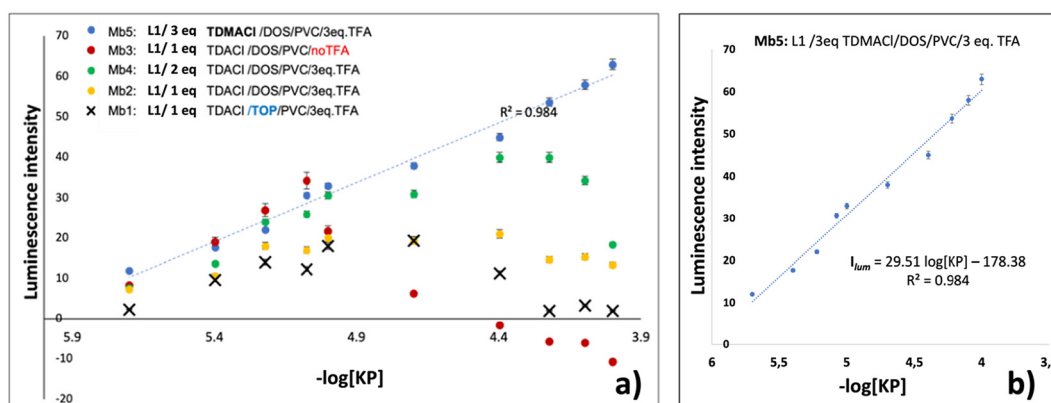 Mb5: L1/ 3 eq TDMACl /DOS/PVC/3eq.TFA
Mb3: L1/ 1 eq TDACl /DOS/PVC/noTFA
Mb4: L1/ 2 eq TDACl /DOS/PVC/3eq.TFA
Mb2: L1/ 1 eq TDACl /DOS/PVC/3eq.TFA
Mb1: L1/ 1 eq TDACl /TOP/PVC/3eq.TFA
Luminescence intensity
70
60
50
40
30
20
10
0
-10
-20
R² = 0.984
5.9 5.4 4.9 4.4 3.9
-log[KP]
a)
Mb5: L1 /3eq TDMACl/DOS/PVC/3 eq. TFA
Luminescence intensity
70
60
50
40
30
20
10
0
I lum = 29.51 log[KP] – 178.38
R² = 0.984
6 5,5 5 4,5 4 3,
-log[KP]
b)